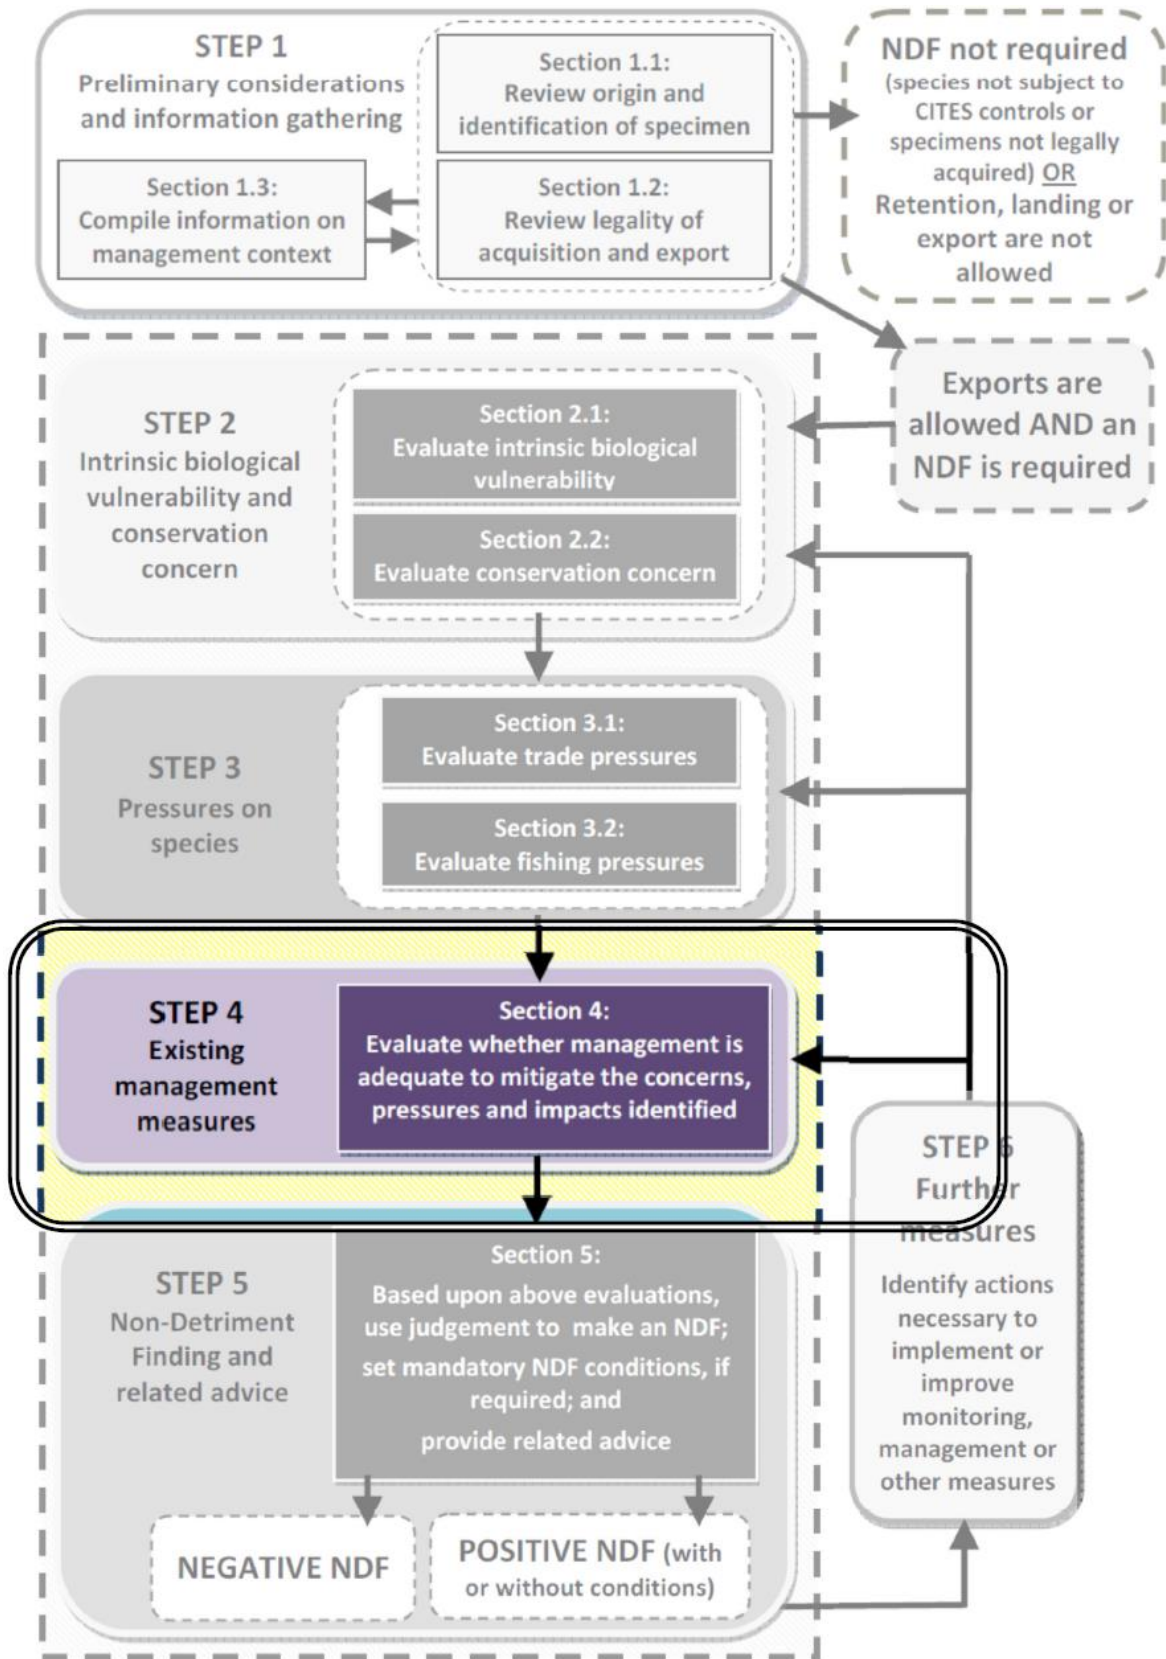 STEP 1
Preliminary considerations
and information gathering
Section 1.1:
Review origin and
identification of specimen
Section 1.3:
Compile information on
management context
Section 1.2:
Review legality of
acquisition and export
NDF not required
(species not subject to
CITES controls or
specimens not legally
acquired) OR
Retention, landing or
export are not
allowed
Exports are
allowed AND an
NDF is required
STEP 2
Intrinsic biological
vulnerability and
conservation
concern
Section 2.1:
Evaluate intrinsic biological
vulnerability
Section 2.2:
Evaluate conservation concern
STEP 3
Pressures on
species
Section 3.1:
Evaluate trade pressures
Section 3.2:
Evaluate fishing pressures
STEP 4
Existing
management
measures
Section 4:
Evaluate whether management is
adequate to mitigate the concerns,
pressures and impacts identified
STEP 5
Non-Detriment
Finding and
related advice
Section 5:
Based upon above evaluations,
use judgement to make an NDF;
set mandatory NDF conditions, if
required; and
provide related advice
NEGATIVE NDF
POSITIVE NDF (with
or without conditions)
STEP 6
Further
measures
Identify actions
necessary to
implement or
improve
monitoring,
management or
other measures